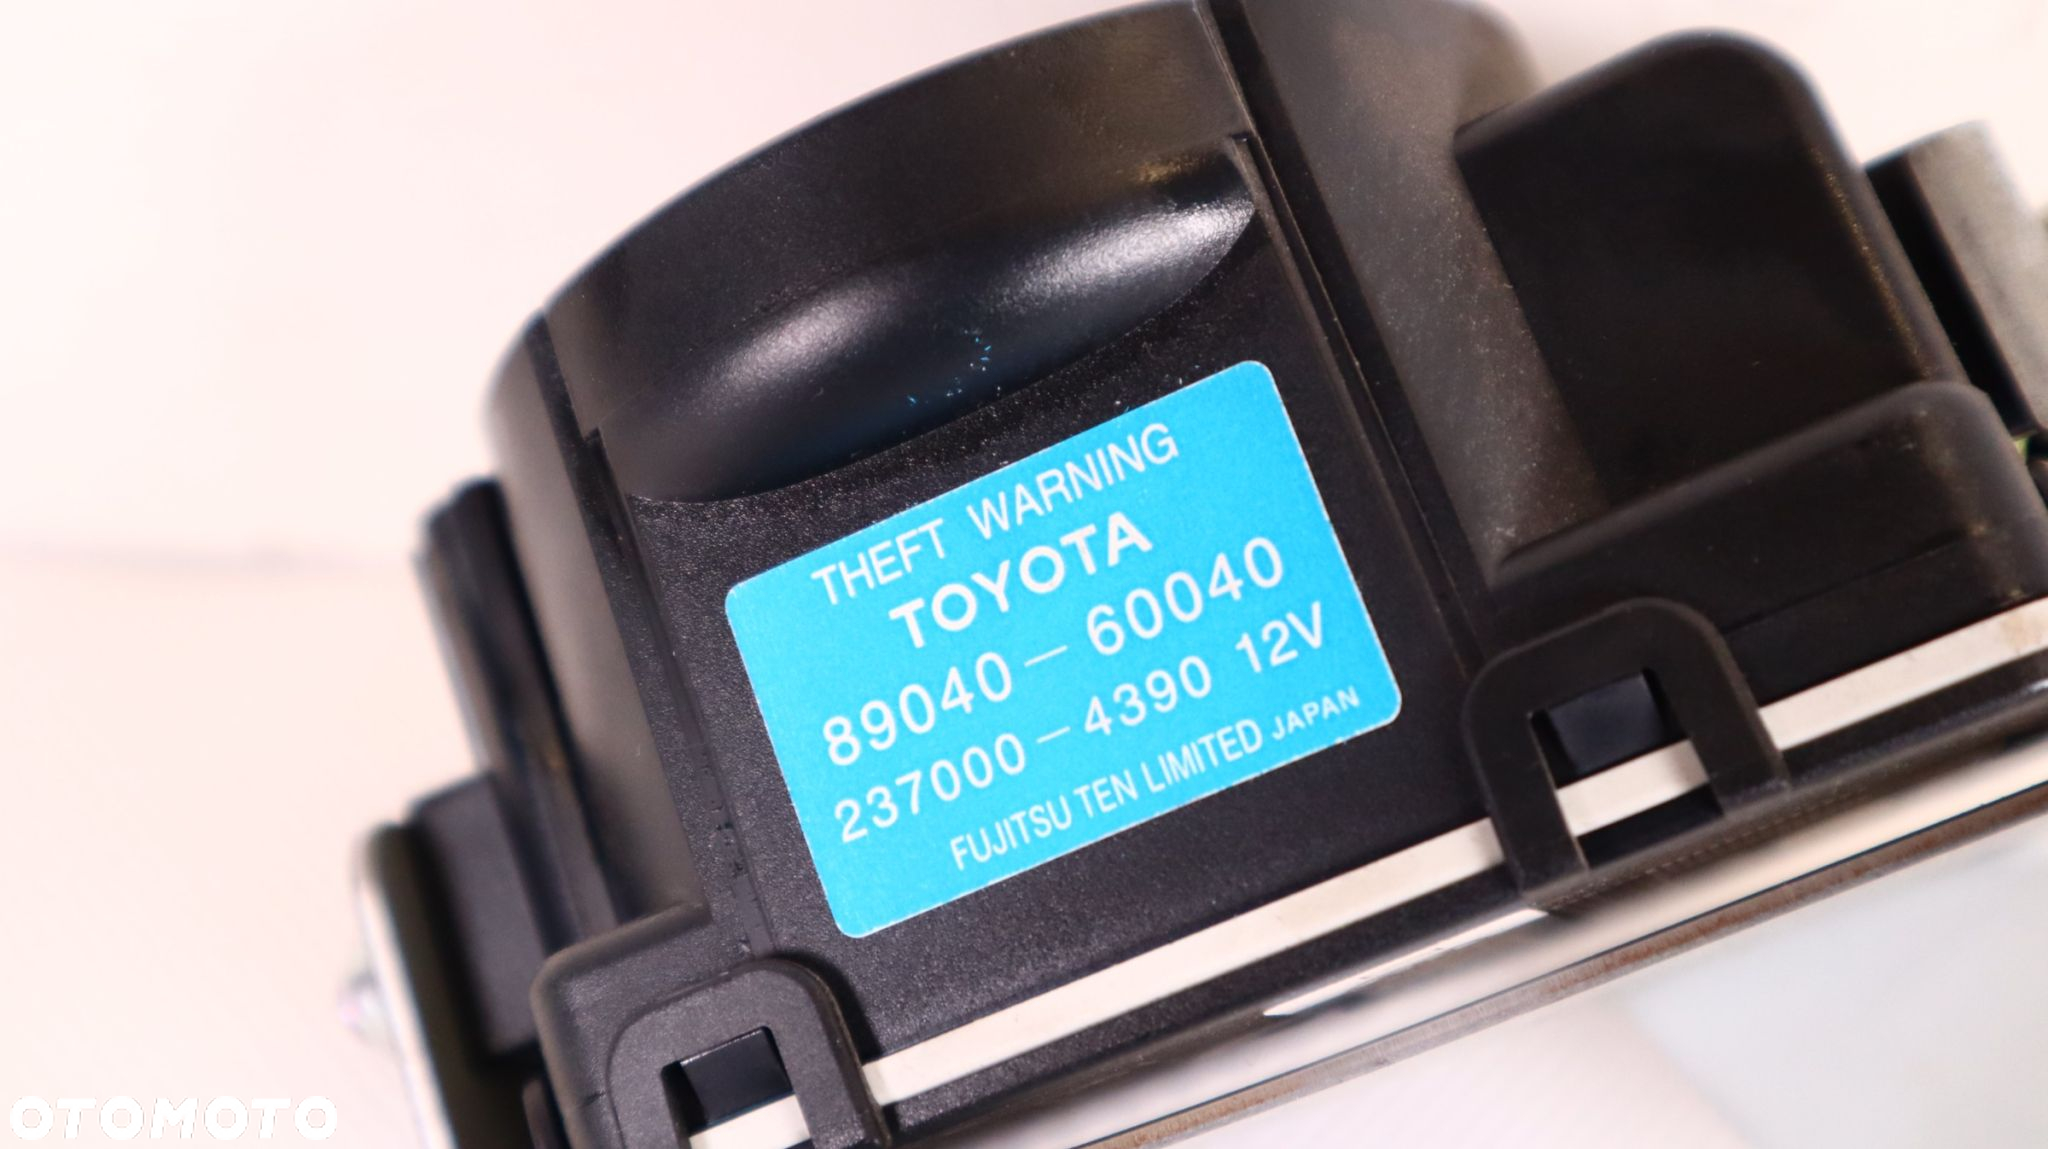 THEFT WARNING
TOYOTA
89040-60040
237000-4390 12V
FUJITSU TEN LIMITED JAPAN
OTOMOTO